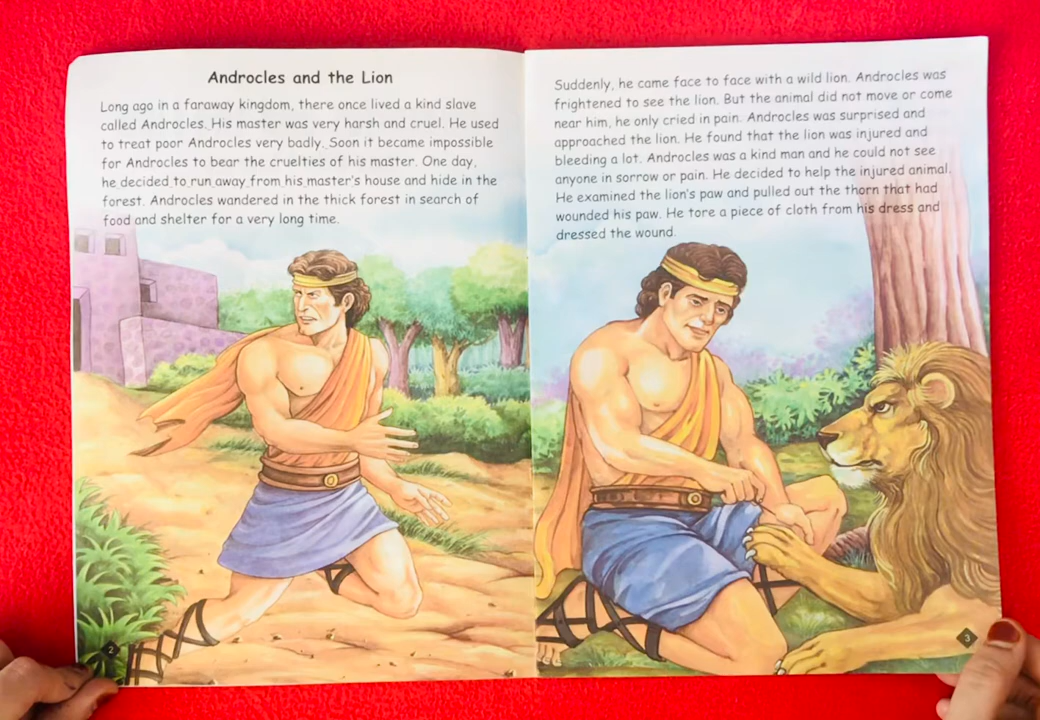 Androcles and the Lion
Long ago in a faraway kingdom, there once lived a kind slave
called Androcles. His master was very harsh and cruel. He used
to treat poor Androcles very badly. Soon it became impossible
for Androcles to bear the cruelties of his master. One day,
he decided to run away from his master's house and hide in the
forest. Androcles wandered in the thick forest in search of
food and shelter for a very long time.
2
Suddenly, he came face to face with a wild lion. Androcles was
frightened to see the lion. But the animal did not move or come
near him, he only cried in pain. Androcles was surprised and
approached the lion. He found that the lion was injured and
bleeding a lot. Androcles was a kind man and he could not see
anyone in sorrow or pain. He decided to help the injured animal.
He examined the lion's paw and pulled out the thorn that had
wounded his paw. He tore a piece of cloth from his dress and
dressed the wound.
3